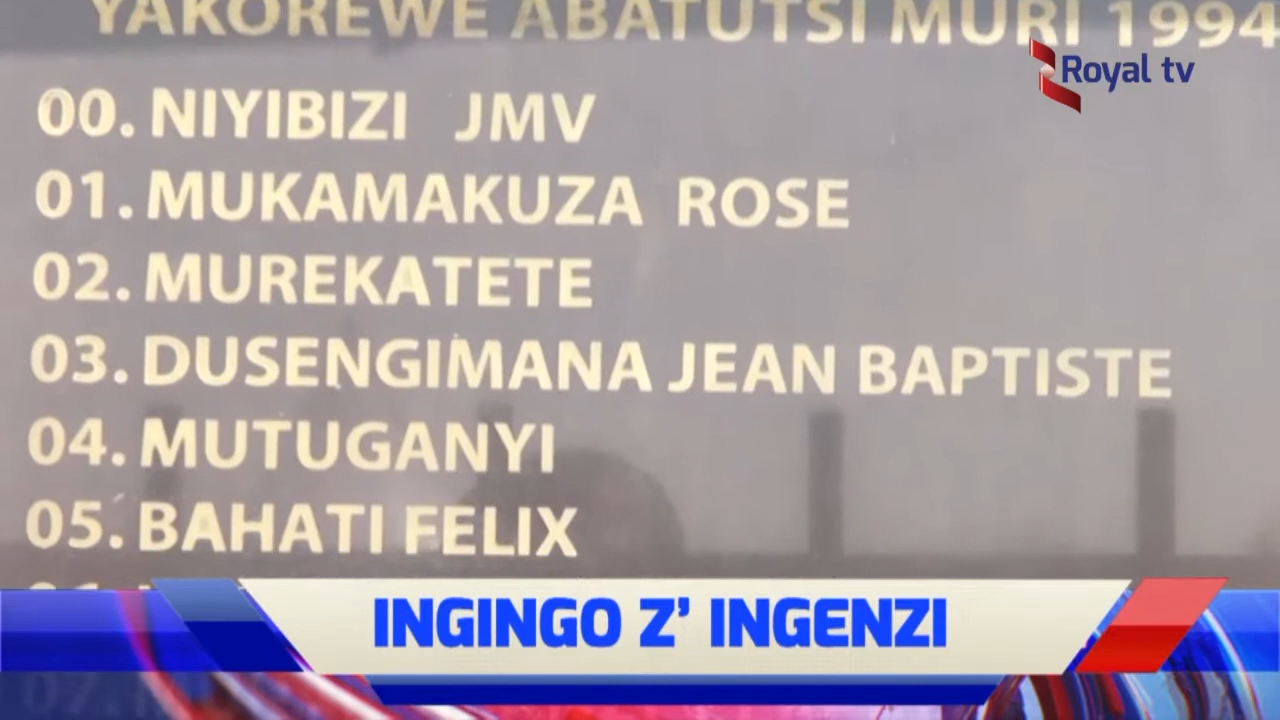 YAKOREWE ABATUTSI MURI 1994
Royal tv
00. NIYIBIZI JMV
01. MUKAMAKUZA ROSE
02. MUREKATETE
03. DUSENGIMANA JEAN BAPTISTE
04. MUTUGANYI
05. BAHATI FELIX
INGINGO Z' INGENZI